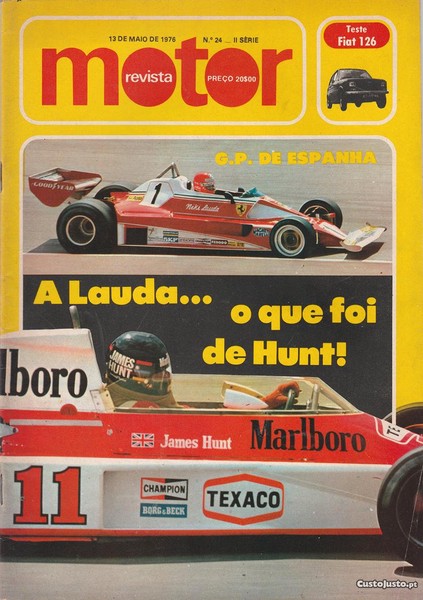 13 DE MAIO DE 1976 N.º 24 ... II SÉRIE
motor
revista
PREÇO 20$00
Teste
Fiat 126
G.P. DE ESPANHA
GOODYEAR
1
Niki Lauda
A Lauda...
o que foi
de Hunt!
lboro
JAMES
HUNT
James Hunt
Marlboro
11
CHAMPION
BORG & BECK
TEXACO
CustoJusto.pt